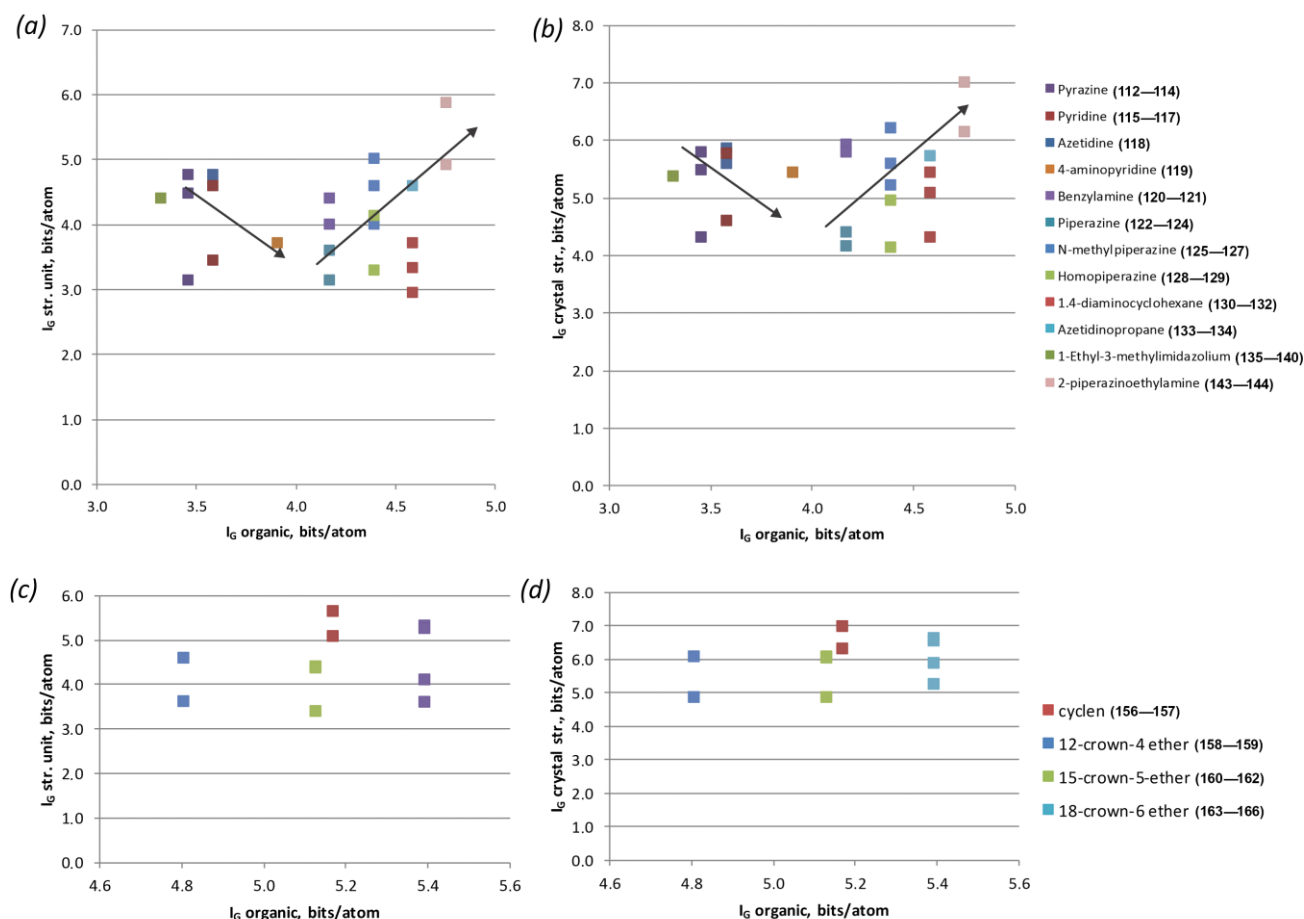 (a)
7.0
6.0
5.0
4.0
3.0
2.0
1.0
0.0
3.0 3.5 4.0 4.5 5.0
I_G str. unit, bits/atom
I_G organic, bits/atom
(b)
8.0
7.0
6.0
5.0
4.0
3.0
2.0
1.0
0.0
3.0 3.5 4.0 4.5 5.0
I_G crystal str., bits/atom
I_G organic, bits/atom
Pyrazine (112—114)
Pyridine (115—117)
Azetidine (118)
4-aminopyridine (119)
Benzylamine (120—121)
Piperazine (122—124)
N-methylpiperazine (125—127)
Homopiperazine (128—129)
1.4-diaminocyclohexane (130—132)
Azetidinopropane (133—134)
1-Ethyl-3-methylimidazolium (135—140)
2-piperazinoethylamine (143—144)
(c)
6.0
5.0
4.0
3.0
2.0
1.0
0.0
4.6 4.8 5.0 5.2 5.4 5.6
I_G str. unit, bits/atom
I_G organic, bits/atom
(d)
8.0
7.0
6.0
5.0
4.0
3.0
2.0
1.0
0.0
4.6 4.8 5.0 5.2 5.4 5.6
I_G crystal str., bits/atom
I_G organic, bits/atom
cyclen (156—157)
12-crown-4 ether (158—159)
15-crown-5-ether (160—162)
18-crown-6 ether (163—166)